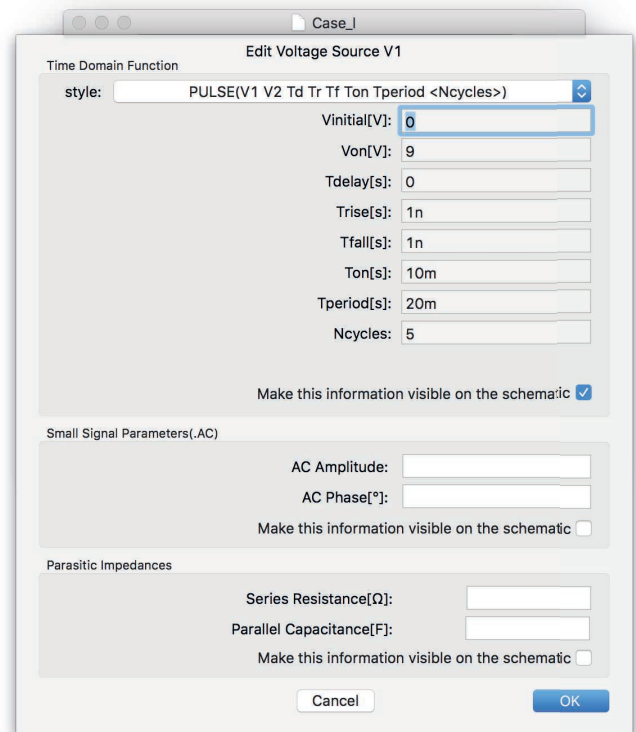 Case_I
Edit Voltage Source V1
Time Domain Function
style: PULSE(V1 V2 Td Tr Tf Ton Tperiod <Ncycles>)
Vinitial[V]: 0
Von[V]: 9
Tdelay[s]: 0
Trise[s]: 1n
Tfall[s]: 1n
Ton[s]: 10m
Tperiod[s]: 20m
Ncycles: 5
Make this information visible on the schematic
Small Signal Parameters(.AC)
AC Amplitude:
AC Phase[°]:
Make this information visible on the schematic
Parasitic Impedances
Series Resistance[Ω]:
Parallel Capacitance[F]:
Make this information visible on the schematic
Cancel OK